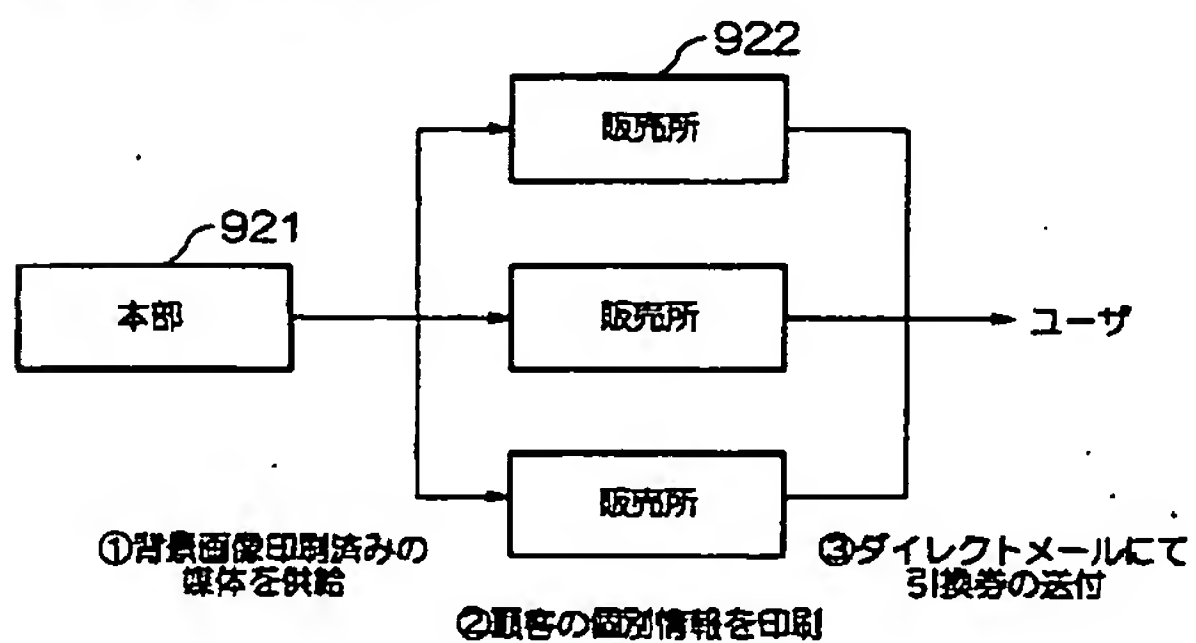 922
販売所
921
本部
販売所
ユーザ
販売所
①背景画像印刷済みの
媒体を供給
③ダイレクトメールにて
引換券の送付
②顧客の個別情報を印刷